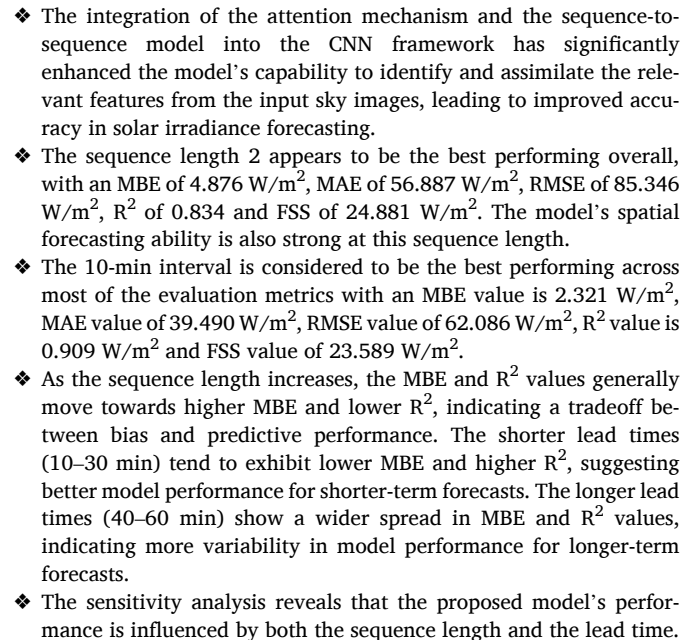 ❖ The integration of the attention mechanism and the sequence-to-
sequence model into the CNN framework has significantly
enhanced the model's capability to identify and assimilate the rele-
vant features from the input sky images, leading to improved accu-
racy in solar irradiance forecasting.
❖ The sequence length 2 appears to be the best performing overall,
with an MBE of 4.876 W/m², MAE of 56.887 W/m², RMSE of 85.346
W/m², R² of 0.834 and FSS of 24.881 W/m². The model's spatial
forecasting ability is also strong at this sequence length.
❖ The 10-min interval is considered to be the best performing across
most of the evaluation metrics with an MBE value is 2.321 W/m²,
MAE value of 39.490 W/m², RMSE value of 62.086 W/m², R² value is
0.909 W/m² and FSS value of 23.589 W/m².
❖ As the sequence length increases, the MBE and R² values generally
move towards higher MBE and lower R², indicating a tradeoff be-
tween bias and predictive performance. The shorter lead times
(10–30 min) tend to exhibit lower MBE and higher R², suggesting
better model performance for shorter-term forecasts. The longer lead
times (40–60 min) show a wider spread in MBE and R² values,
indicating more variability in model performance for longer-term
forecasts.
❖ The sensitivity analysis reveals that the proposed model's perfor-
mance is influenced by both the sequence length and the lead time.